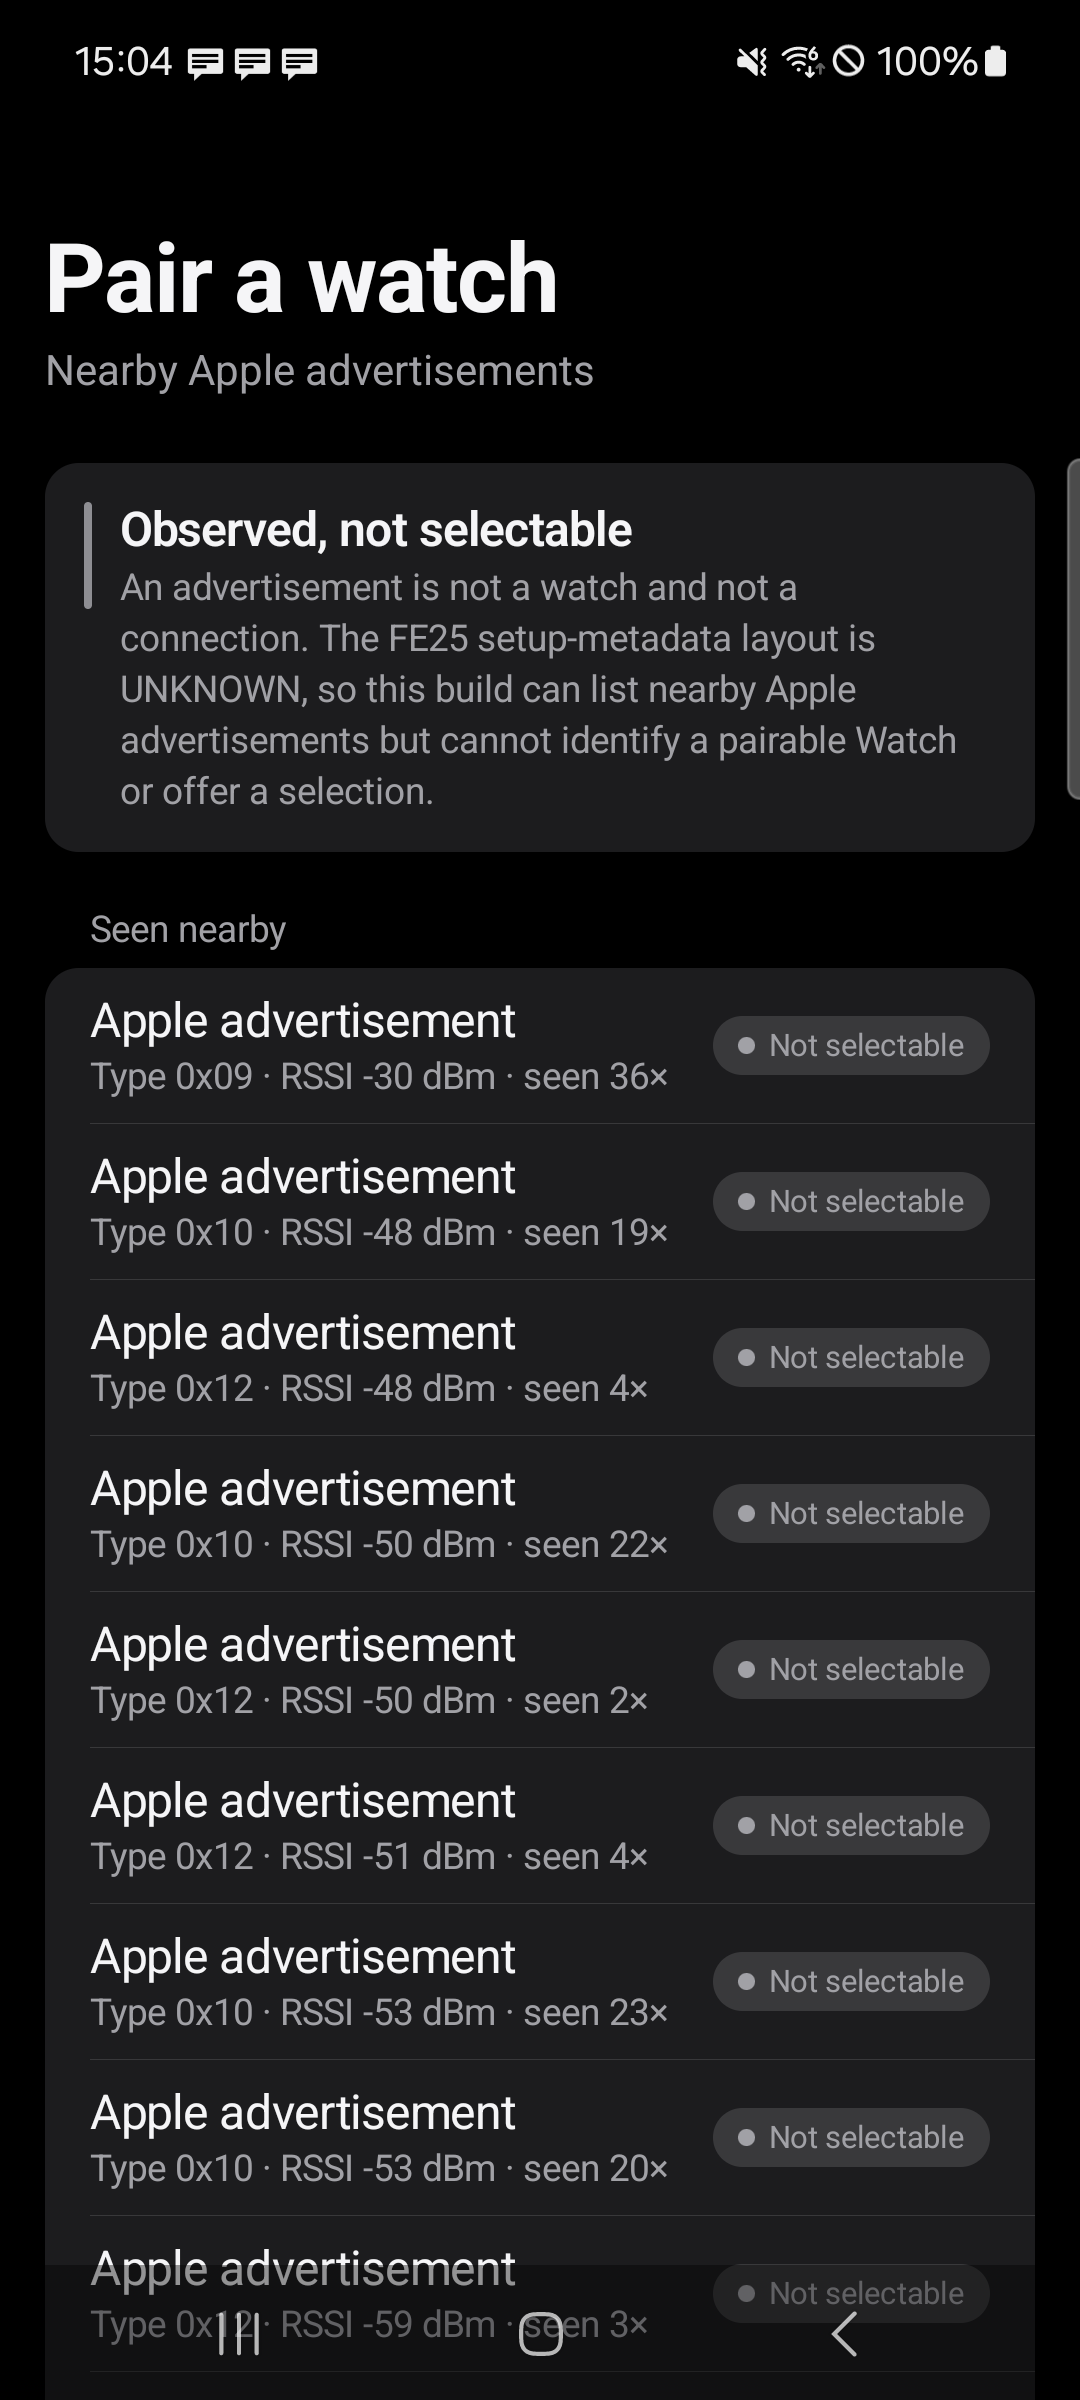 15:04
100%
Pair a watch
Nearby Apple advertisements
Observed, not selectable
An advertisement is not a watch and not a
connection. The FE25 setup-metadata layout is
UNKNOWN, so this build can list nearby Apple
advertisements but cannot identify a pairable Watch
or offer a selection.
Seen nearby
Apple advertisement
Type 0x09 · RSSI -30 dBm · seen 36×
Not selectable
Apple advertisement
Type 0x10 · RSSI -48 dBm · seen 19×
Not selectable
Apple advertisement
Type 0x12 · RSSI -48 dBm · seen 4×
Not selectable
Apple advertisement
Type 0x10 · RSSI -50 dBm · seen 22×
Not selectable
Apple advertisement
Type 0x12 · RSSI -50 dBm · seen 2×
Not selectable
Apple advertisement
Type 0x12 · RSSI -51 dBm · seen 4×
Not selectable
Apple advertisement
Type 0x10 · RSSI -53 dBm · seen 23×
Not selectable
Apple advertisement
Type 0x10 · RSSI -53 dBm · seen 20×
Not selectable
Apple advertisement
Type 0x12 · RSSI -59 dBm · seen 3×
Not selectable